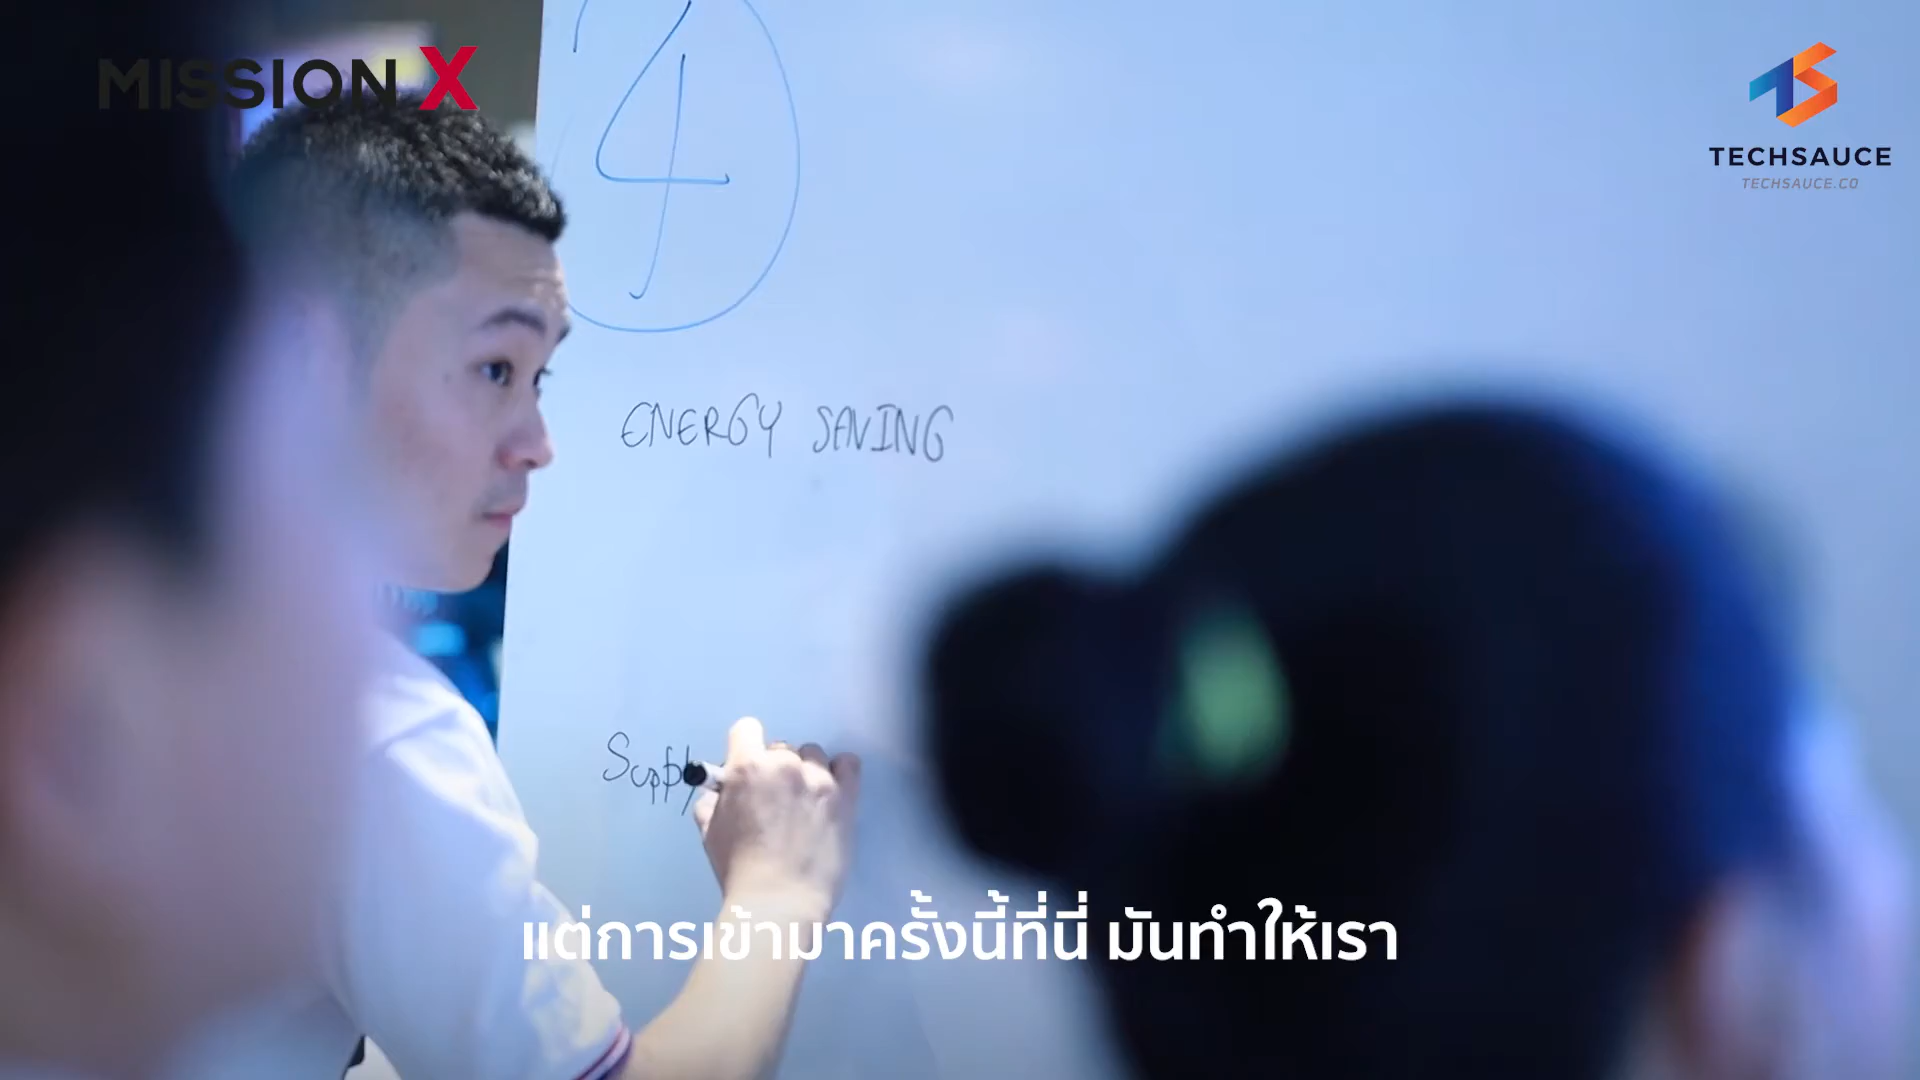 MISSION X
TECHSAUCE
TECHSAUCE.CO
4
ENERGY SAVING
Supply
แต่การเข้ามาครั้งนี้ที่นี่ มันทำให้เรา